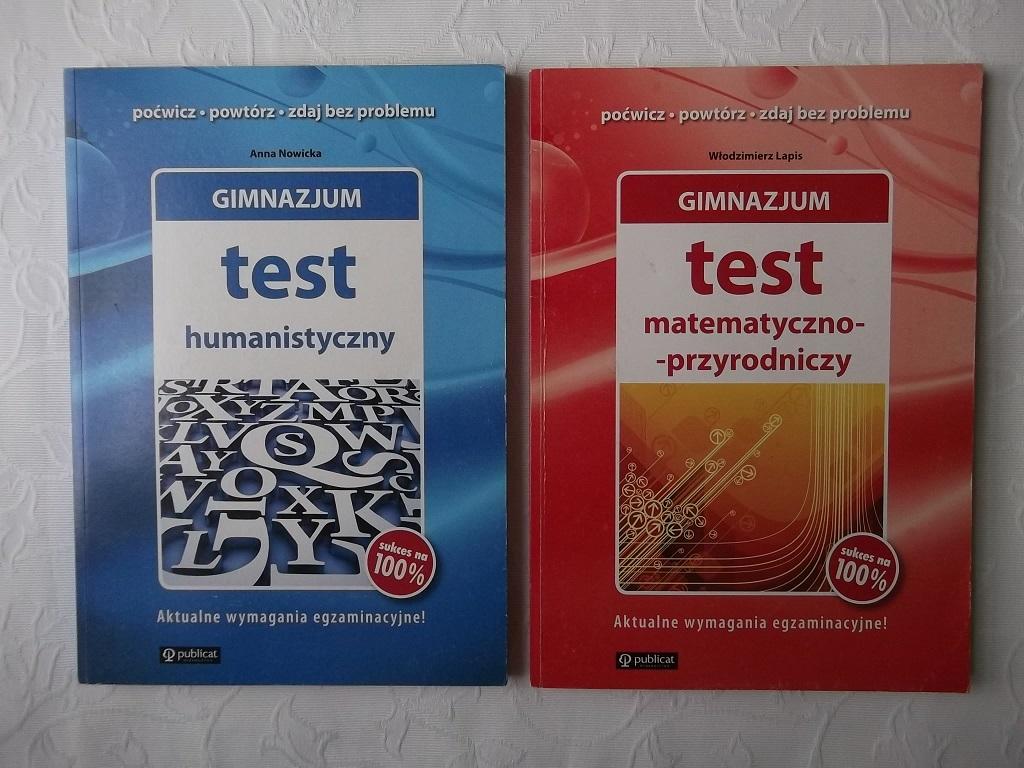 poćwicz • powtórz • zdaj bez problemu
Anna Nowicka
GIMNAZJUM
test
humanistyczny
sukces na
100%
Aktualne wymagania egzaminacyjne!
publicat
poćwicz • powtórz • zdaj bez problemu
Włodzimierz Lapis
GIMNAZJUM
test
matematyczno-
-przyrodniczy
sukces na
100%
Aktualne wymagania egzaminacyjne!
publicat